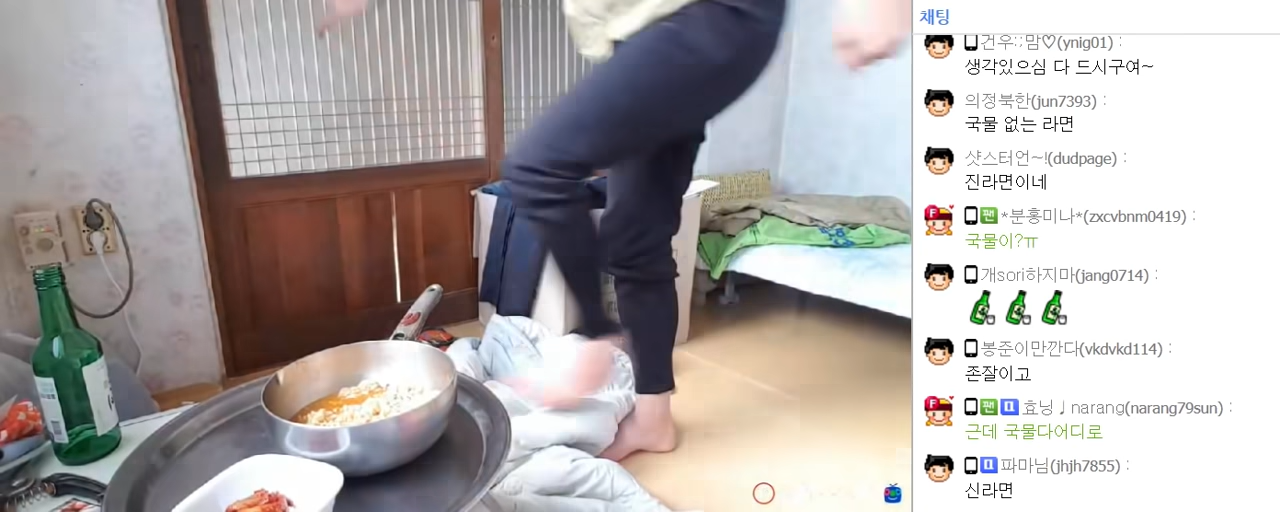 채팅
건우:;맘♡(ynig01) :
생각있으심 다 드시구여~
의정북한(jun7393) :
국물 없는 라면
샷스터언~!(dudpage) :
진라면이네
팬 *분홍미나*(zxcvbnm0419) :
국물이?ㅠ
개sori하지마(jang0714) :
봉준이만깐다(vkdvkd114) :
존잘이고
팬 효닝♩narang(narang79sun) :
근데 국물다어디로
파마님(jhjh7855) :
신라면